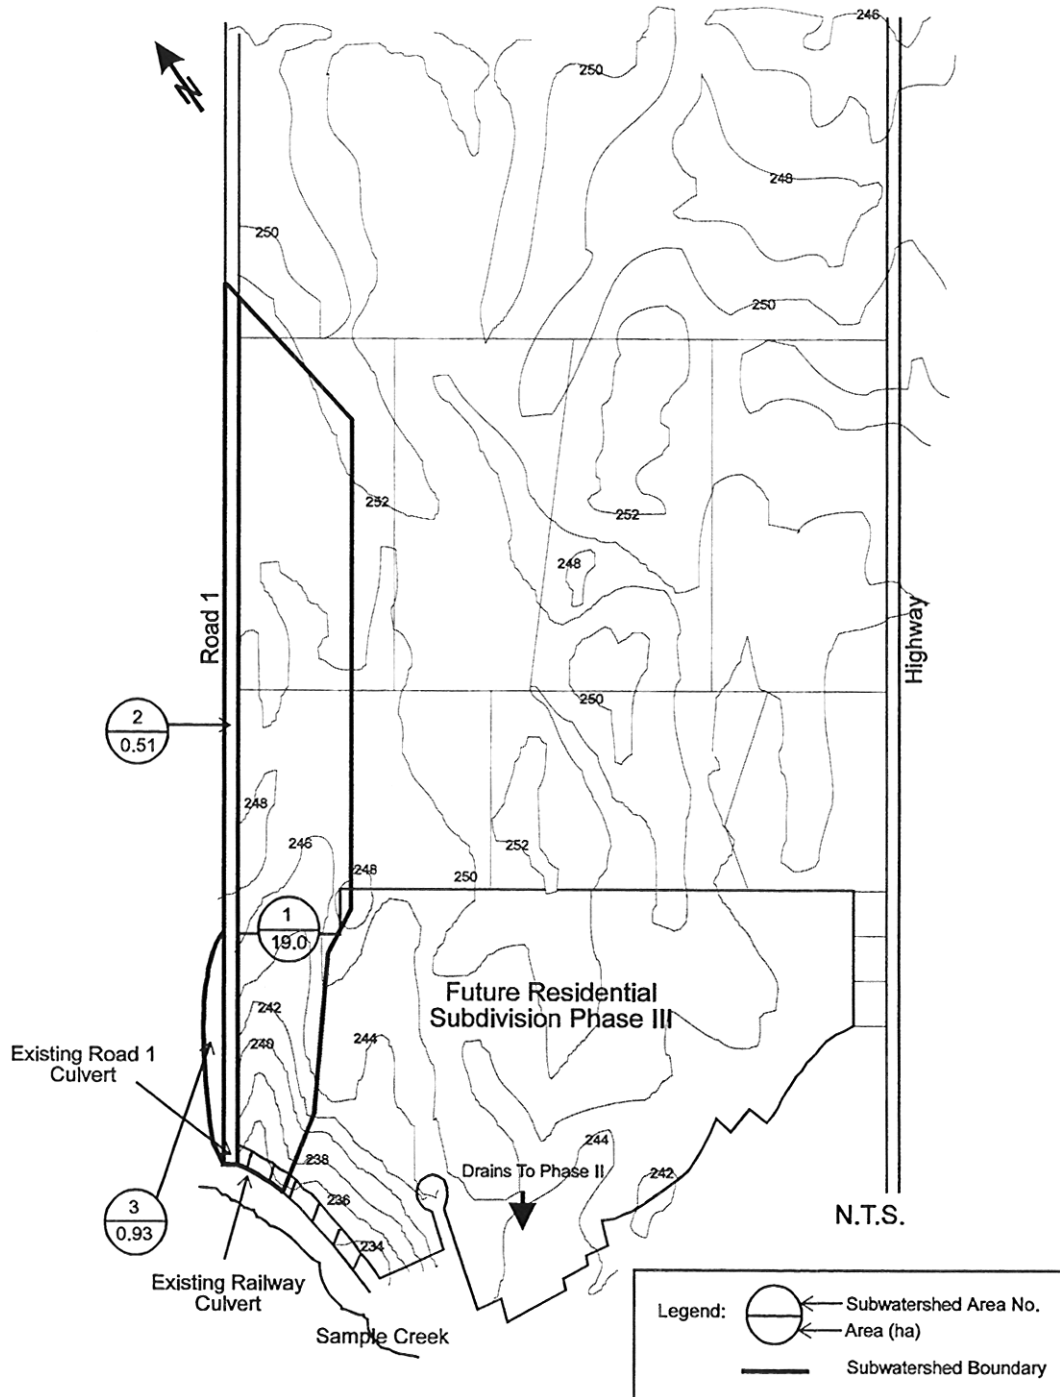 246
250
N
248
250
250
252
252
248
Road 1
Highway
250
2
0.51
248
246
252
248
250
1
19.0
Future Residential
Subdivision Phase III
242
240
244
Existing Road 1
Culvert
244
238
Drains To Phase II
242
236
3
0.93
N.T.S.
234
Existing Railway
Culvert
Sample Creek
Legend:
Subwatershed Area No.
Area (ha)
Subwatershed Boundary